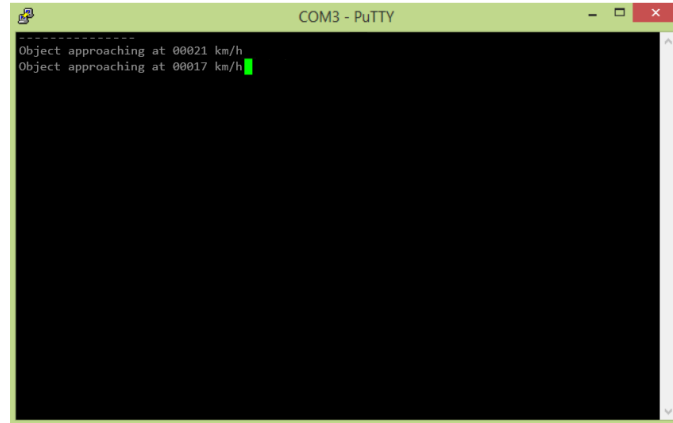 COM3 - PuTTY
---------------
Object approaching at 00021 km/h
Object approaching at 00017 km/h